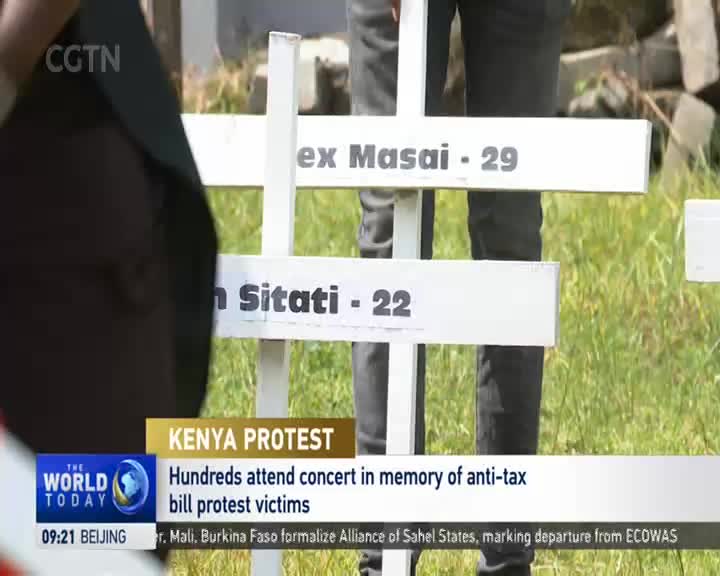 CGTN
ex Masai - 29
Sitati - 22
KENYA PROTEST
THE
WORLD
TODAY
Hundreds attend concert in memory of anti-tax
bill protest victims
09:21 BEIJING
er, Mali, Burkina Faso formalize Alliance of Sahel States, marking departure from ECOWAS